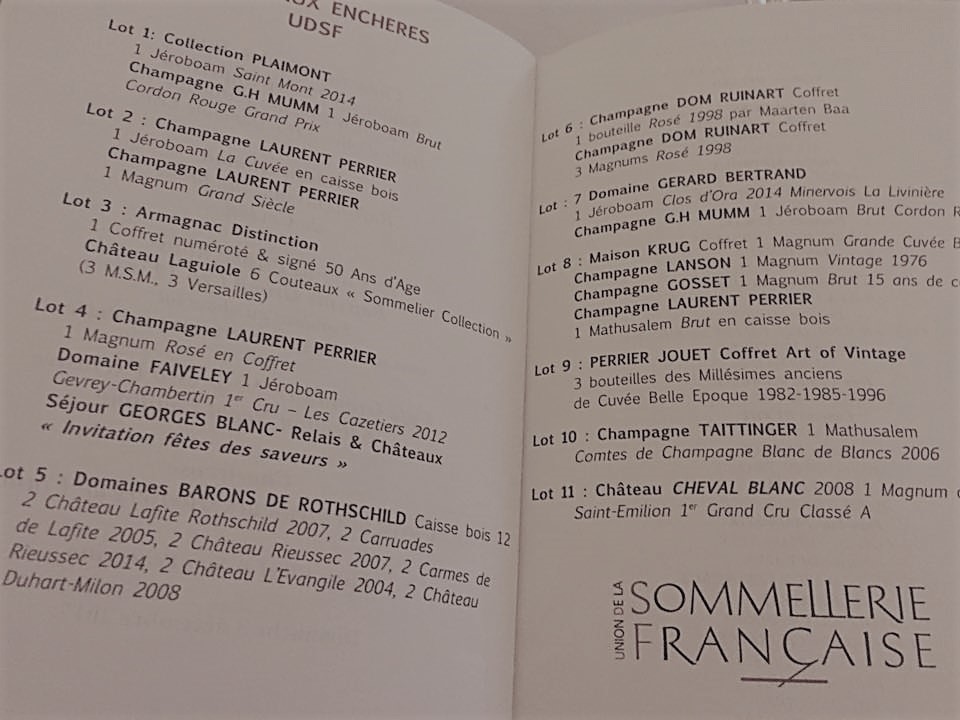 UX ENCHERES
UDSF
Lot 1: Collection PLAIMONT
1 Jéroboam Saint Mont 2014
Champagne G.H MUMM 1 Jéroboam Brut
Cordon Rouge Grand Prix
Lot 2 : Champagne LAURENT PERRIER
1 Jéroboam La Cuvée en caisse bois
Champagne LAURENT PERRIER
1 Magnum Grand Siècle
Lot 3 : Armagnac Distinction
1 Coffret numéroté & signé 50 Ans d'Age
Château Laguiole 6 Couteaux « Sommelier Collection »
(3 M.S.M., 3 Versailles)
Lot 4 : Champagne LAURENT PERRIER
1 Magnum Rosé en Coffret
Domaine FAIVELEY 1 Jéroboam
Gevrey-Chambertin 1er Cru – Les Cazetiers 2012
Séjour GEORGES BLANC- Relais & Châteaux
« Invitation fêtes des saveurs »
Lot 5 : Domaines BARONS DE ROTHSCHILD Caisse bois 12
2 Château Lafite Rothschild 2007, 2 Carruades
de Lafite 2005, 2 Château Rieussec 2007, 2 Carmes de
Rieussec 2014, 2 Château L'Evangile 2004, 2 Château
Duhart-Milon 2008
Lot 6 : Champagne DOM RUINART Coffret
1 bouteille Rosé 1998 par Maarten Baa
Champagne DOM RUINART Coffret
3 Magnums Rosé 1998
Lot : 7 Domaine GERARD BERTRAND
1 Jéroboam Clos d'Ora 2014 Minervois La Livinière
Champagne G.H MUMM 1 Jéroboam Brut Cordon R
Lot 8 : Maison KRUG Coffret 1 Magnum Grande Cuvée B
Champagne LANSON 1 Magnum Vintage 1976
Champagne GOSSET 1 Magnum Brut 15 ans de c
Champagne LAURENT PERRIER
1 Mathusalem Brut en caisse bois
Lot 9 : PERRIER JOUET Coffret Art of Vintage
3 bouteilles des Millésimes anciens
de Cuvée Belle Epoque 1982-1985-1996
Lot 10 : Champagne TAITTINGER 1 Mathusalem
Comtes de Champagne Blanc de Blancs 2006
Lot 11 : Château CHEVAL BLANC 2008 1 Magnum
Saint-Emilion 1er Grand Cru Classé A
UNION DE LA
SOMMELLERIE
FRANÇAISE